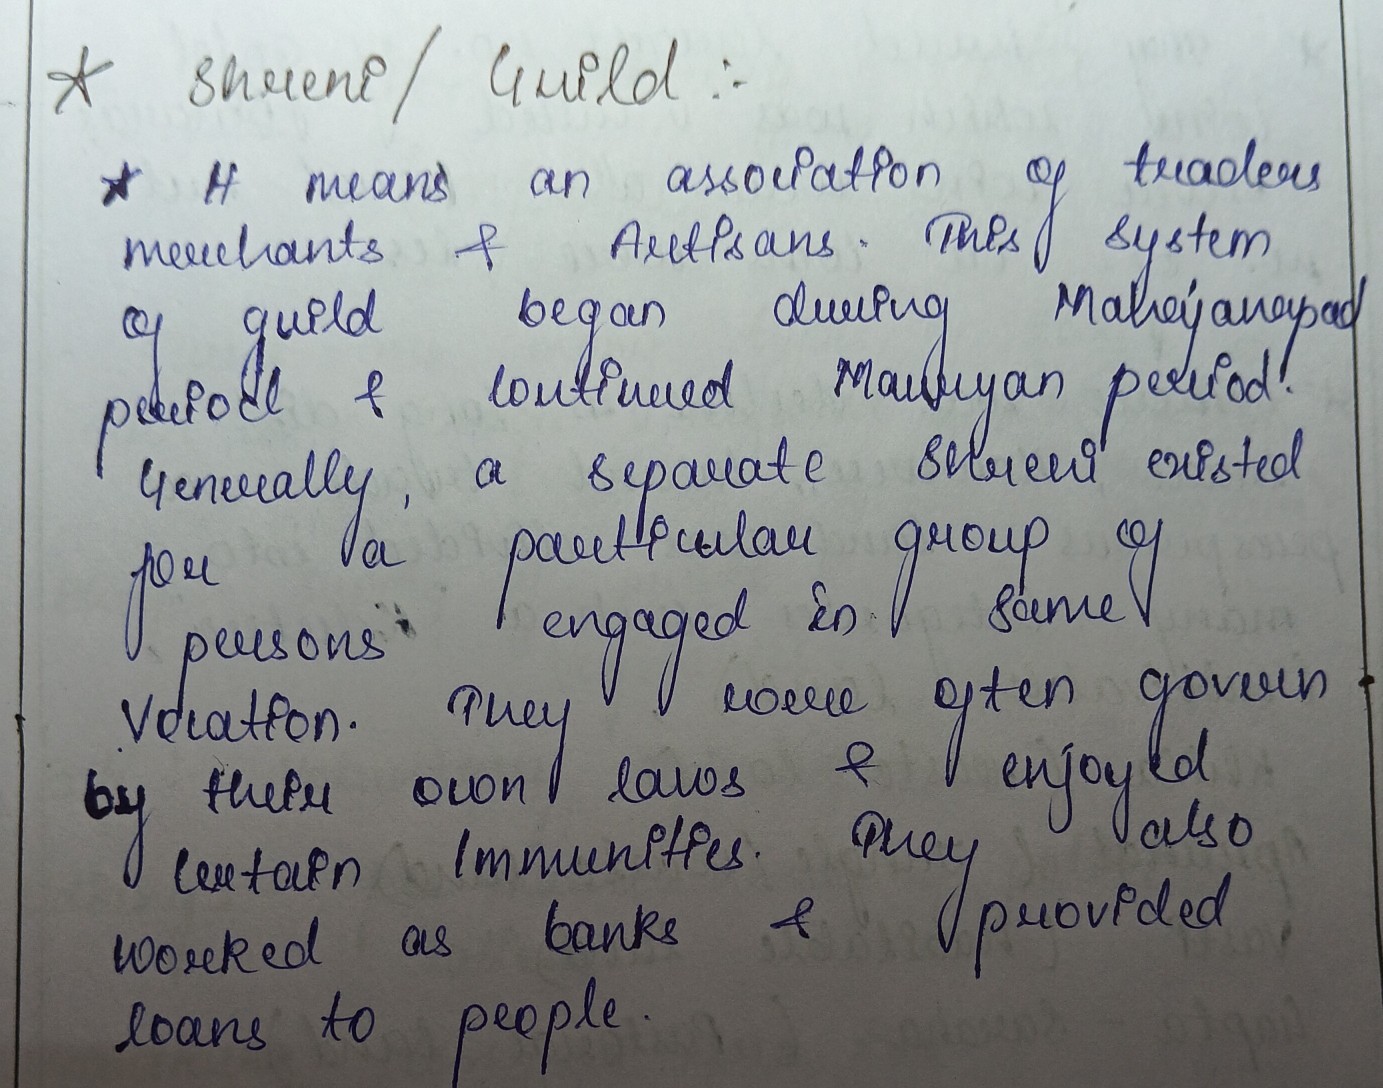 * Shreni/ Guild :-
* It means an association of traders
merchants & Artisans. This system
of guild began during Mahajanapad
period & continued Mauryan period.
Generally, a separate Shreni existed
for a particular group of
persons engaged in same
Vocation. They were often govern
by their own laws & enjoyed
certain Immunities. They also
worked as banks & provided
loans to people.